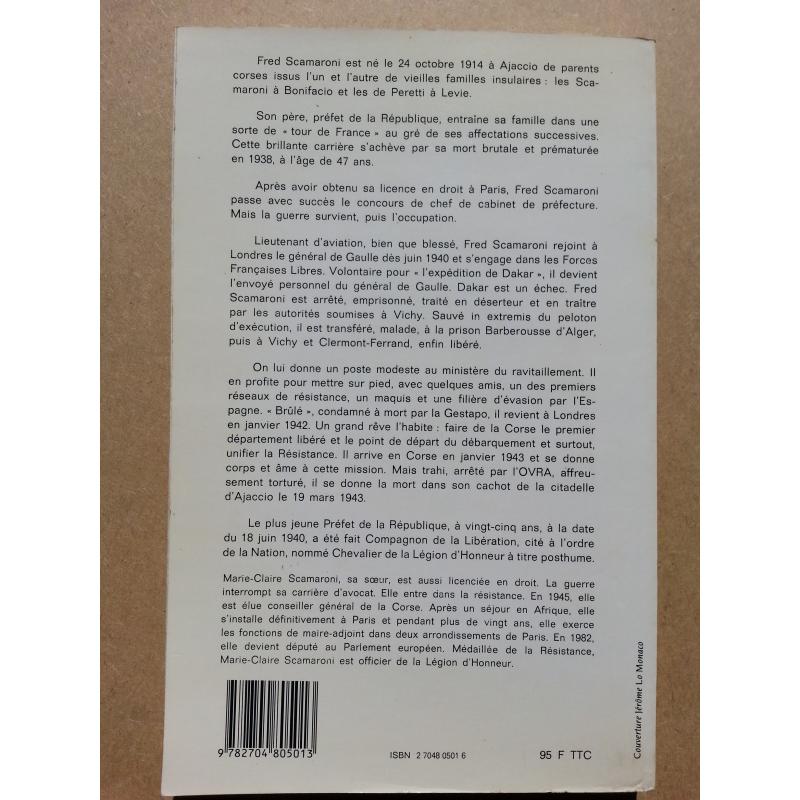 Fred Scamaroni est né le 24 octobre 1914 à Ajaccio de parents
corses issus l'un et l'autre de vieilles familles insulaires : les Sca-
maroni à Bonifacio et les de Peretti à Levie.
Son père, préfet de la République, entraîne sa famille dans une
sorte de « tour de France » au gré de ses affectations successives.
Cette brillante carrière s'achève par sa mort brutale et prématurée
en 1938, à l'âge de 47 ans.
Après avoir obtenu sa licence en droit à Paris, Fred Scamaroni
passe avec succès le concours de chef de cabinet de préfecture.
Mais la guerre survient, puis l'occupation.
Lieutenant d'aviation, bien que blessé, Fred Scamaroni rejoint à
Londres le général de Gaulle dès juin 1940 et s'engage dans les Forces
Françaises Libres. Volontaire pour « l'expédition de Dakar », il devient
l'envoyé personnel du général de Gaulle. Dakar est un échec. Fred
Scamaroni est arrêté, emprisonné, traité en déserteur et en traître
par les autorités soumises à Vichy. Sauvé in extremis du peloton
d'exécution, il est transféré, malade, à la prison Barberousse d'Alger,
puis à Vichy et Clermont-Ferrand, enfin libéré.
On lui donne un poste modeste au ministère du ravitaillement. Il
en profite pour mettre sur pied, avec quelques amis, un des premiers
réseaux de résistance, un maquis et une filière d'évasion par l'Es-
pagne. « Brûlé », condamné à mort par la Gestapo, il revient à Londres
en janvier 1942. Un grand rêve l'habite : faire de la Corse le premier
département libéré et le point de départ du débarquement et surtout,
unifier la Résistance. Il arrive en Corse en janvier 1943 et se donne
corps et âme à cette mission. Mais trahi, arrêté par l'OVRA, affreu-
sement torturé, il se donne la mort dans son cachot de la citadelle
d'Ajaccio le 19 mars 1943.
Le plus jeune Préfet de la République, à vingt-cinq ans, à la date
du 18 juin 1940, a été fait Compagnon de la Libération, cité à l'ordre
de la Nation, nommé Chevalier de la Légion d'Honneur à titre posthume.
Marie-Claire Scamaroni, sa sœur, est aussi licenciée en droit. La guerre
interrompt sa carrière d'avocat. Elle entre dans la résistance. En 1945, elle
est élue conseiller général de la Corse. Après un séjour en Afrique, elle
s'installe définitivement à Paris et pendant plus de vingt ans, elle exerce
les fonctions de maire-adjoint dans deux arrondissements de Paris. En 1982,
elle devient député au Parlement européen. Médaillée de la Résistance,
Marie-Claire Scamaroni est officier de la Légion d'Honneur.
Couverture Jérôme Lo Monaco
9 782704 805013
ISBN 2 7048 0501 6
95 F TTC